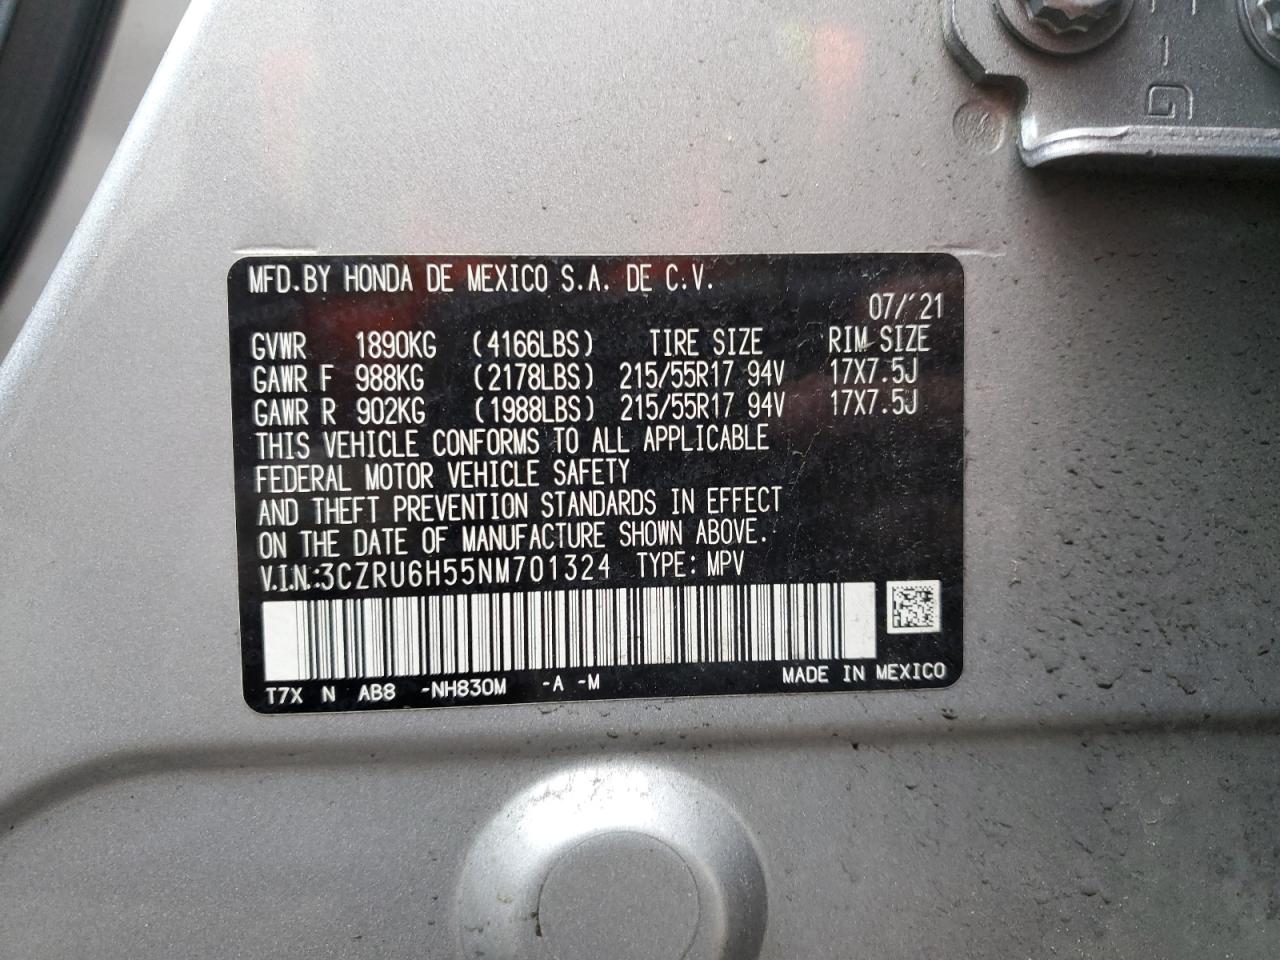 MFD.BY HONDA DE MEXICO S.A. DE C.V.
07/'21
GVWR 1890KG (4166LBS) TIRE SIZE RIM SIZE
GAWR F 988KG (2178LBS) 215/55R17 94V 17X7.5J
GAWR R 902KG (1988LBS) 215/55R17 94V 17X7.5J
THIS VEHICLE CONFORMS TO ALL APPLICABLE
FEDERAL MOTOR VEHICLE SAFETY
AND THEFT PREVENTION STANDARDS IN EFFECT
ON THE DATE OF MANUFACTURE SHOWN ABOVE.
V.I.N.:3CZRU6H55NM701324 TYPE: MPV
T7X N AB8 -NH830M -A -M MADE IN MEXICO